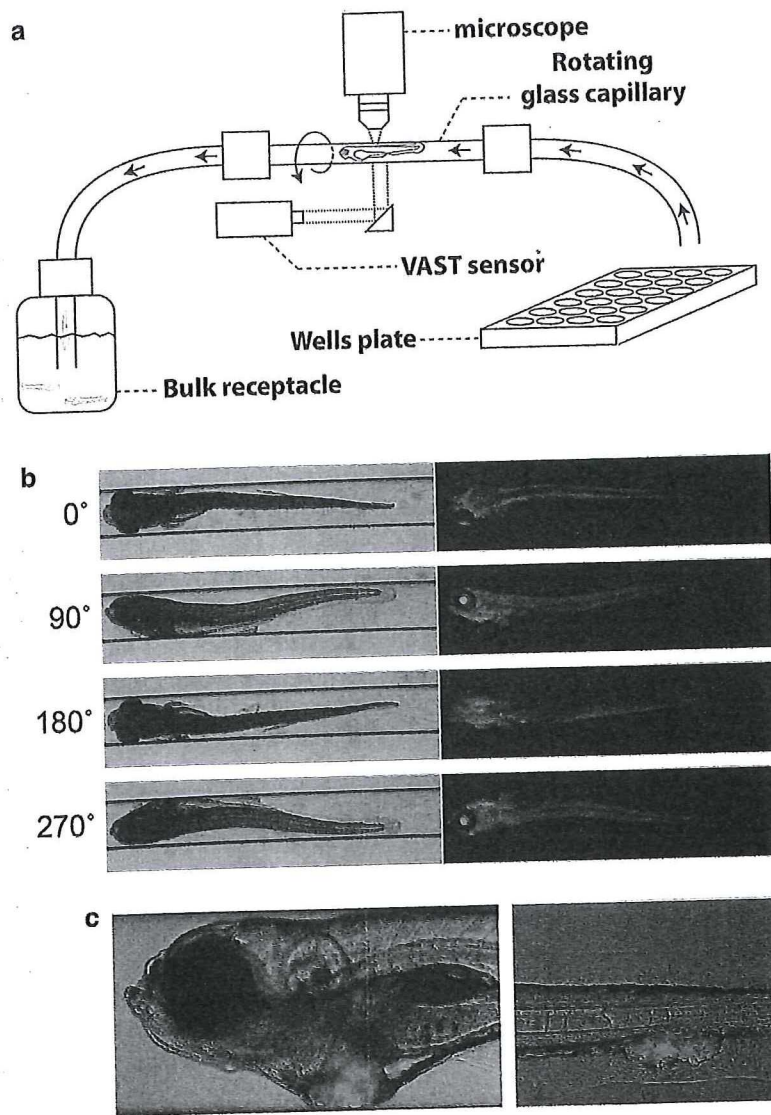 a
microscope
Rotating
glass capillary
VAST sensor
Wells plate
Bulk receptacle
b
0°
90°
180°
270°
c